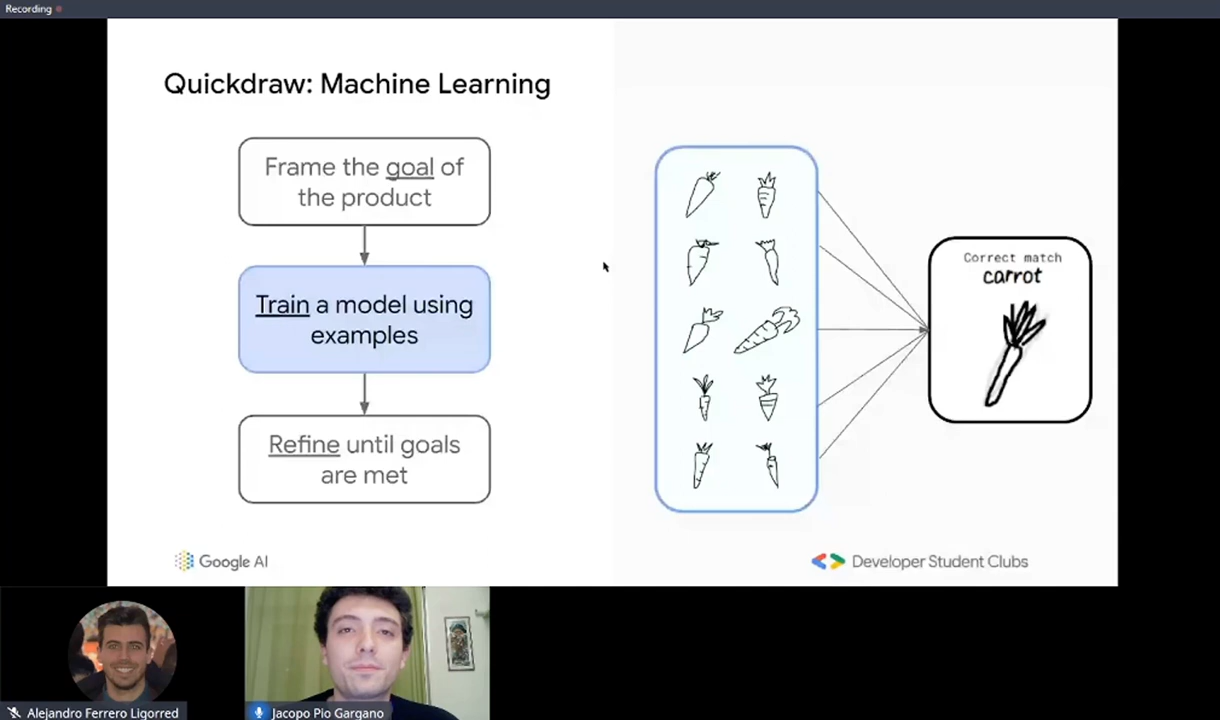 Recording
Quickdraw: Machine Learning
Frame the goal of
the product
Train a model using
examples
Refine until goals
are met
Correct match
carrot
Google AI
Developer Student Clubs
Alejandro Ferrero Ligorred
Jacopo Pio Gargano